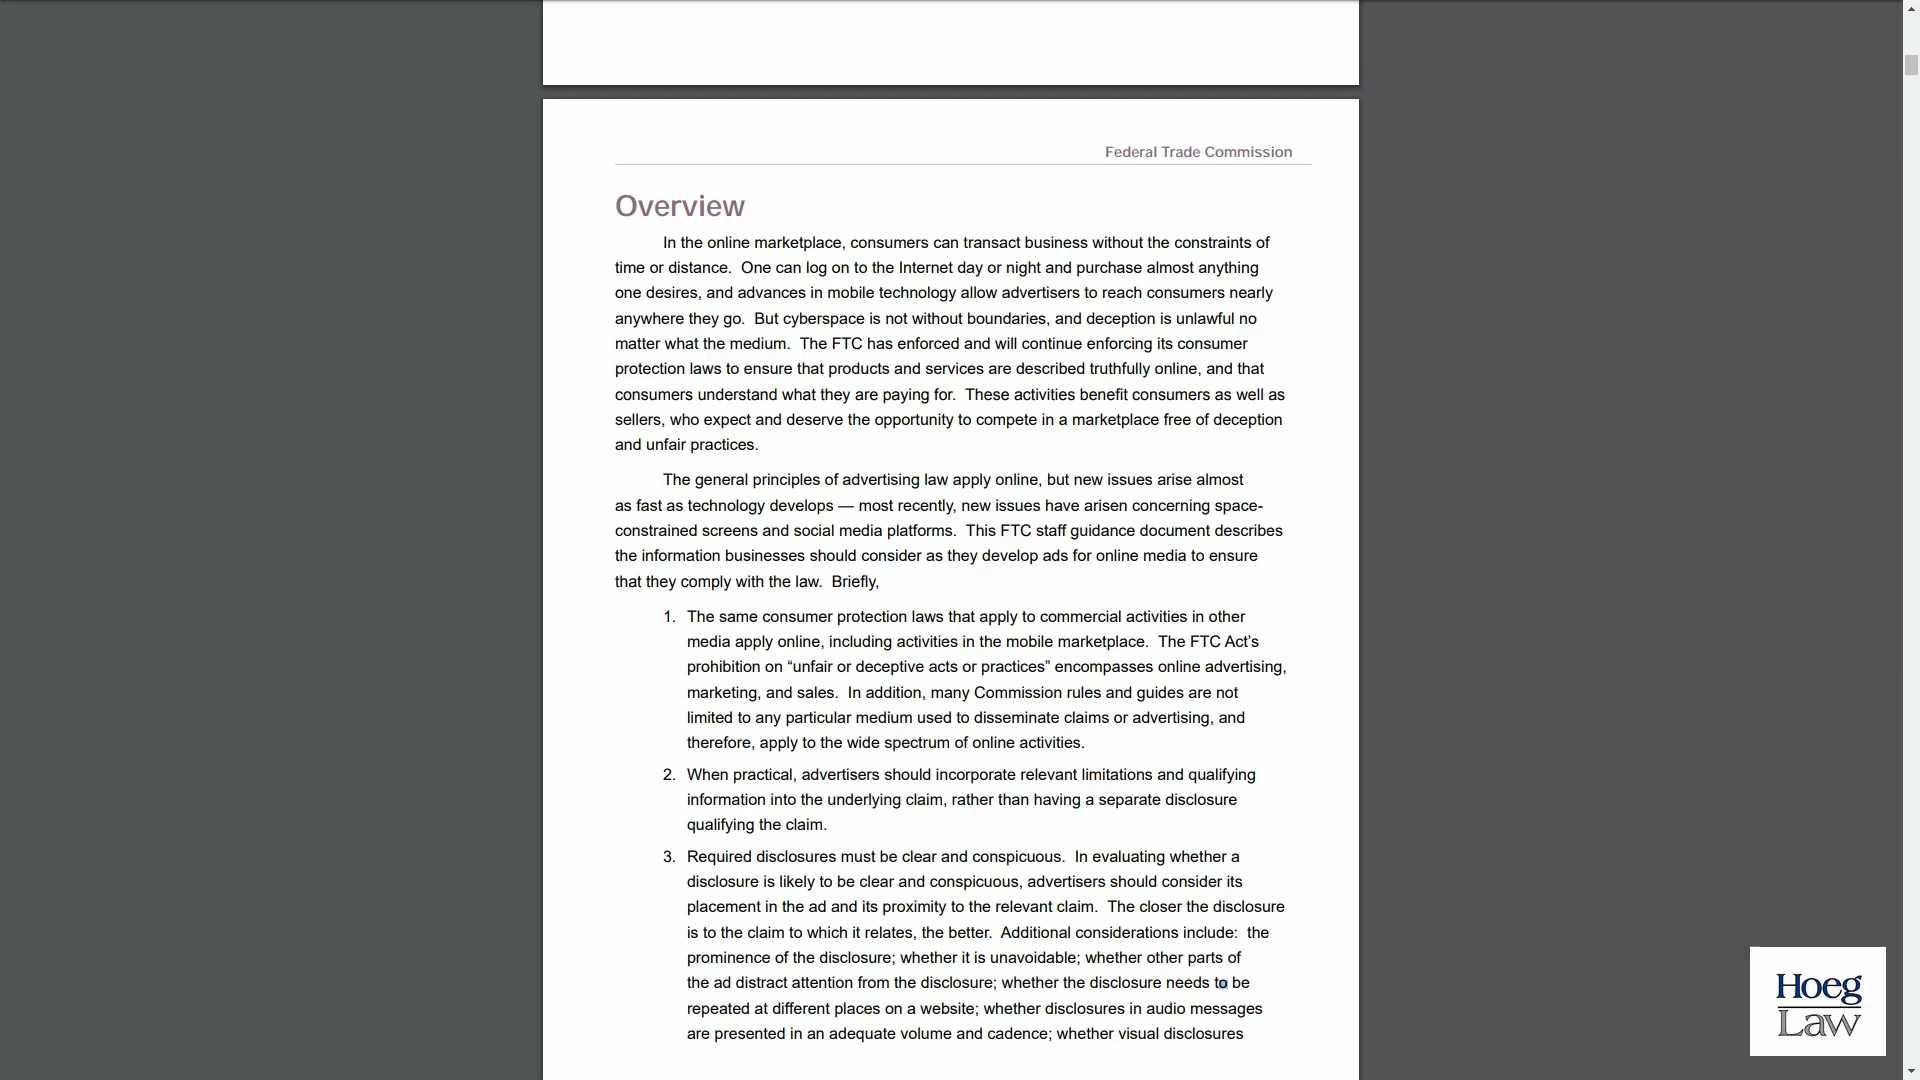 Federal Trade Commission
Overview
In the online marketplace, consumers can transact business without the constraints of
time or distance.  One can log on to the Internet day or night and purchase almost anything
one desires, and advances in mobile technology allow advertisers to reach consumers nearly
anywhere they go.  But cyberspace is not without boundaries, and deception is unlawful no
matter what the medium.  The FTC has enforced and will continue enforcing its consumer
protection laws to ensure that products and services are described truthfully online, and that
consumers understand what they are paying for.  These activities benefit consumers as well as
sellers, who expect and deserve the opportunity to compete in a marketplace free of deception
and unfair practices.
The general principles of advertising law apply online, but new issues arise almost
as fast as technology develops — most recently, new issues have arisen concerning space-
constrained screens and social media platforms.  This FTC staff guidance document describes
the information businesses should consider as they develop ads for online media to ensure
that they comply with the law.  Briefly,
1. The same consumer protection laws that apply to commercial activities in other
media apply online, including activities in the mobile marketplace.  The FTC Act’s
prohibition on “unfair or deceptive acts or practices” encompasses online advertising,
marketing, and sales.  In addition, many Commission rules and guides are not
limited to any particular medium used to disseminate claims or advertising, and
therefore, apply to the wide spectrum of online activities.
2. When practical, advertisers should incorporate relevant limitations and qualifying
information into the underlying claim, rather than having a separate disclosure
qualifying the claim.
3. Required disclosures must be clear and conspicuous.  In evaluating whether a
disclosure is likely to be clear and conspicuous, advertisers should consider its
placement in the ad and its proximity to the relevant claim.  The closer the disclosure
is to the claim to which it relates, the better.  Additional considerations include:  the
prominence of the disclosure; whether it is unavoidable; whether other parts of
the ad distract attention from the disclosure; whether the disclosure needs to be
repeated at different places on a website; whether disclosures in audio messages
are presented in an adequate volume and cadence; whether visual disclosures
Hoeg
Law